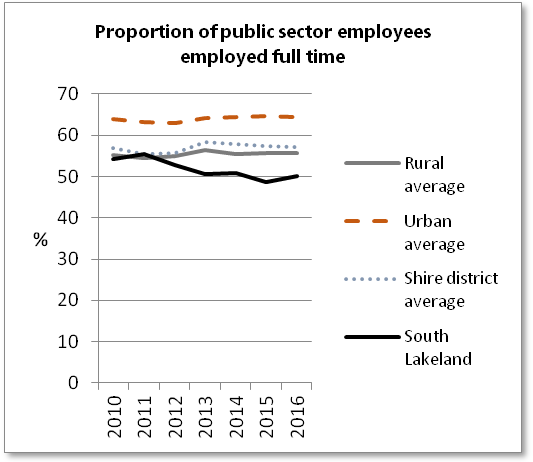 Proportion of public sector employees
employed full time
70
60
50
40
30
20
10
0
%
2010
2011
2012
2013
2014
2015
2016
Rural
average
Urban
average
Shire district
average
South
Lakeland